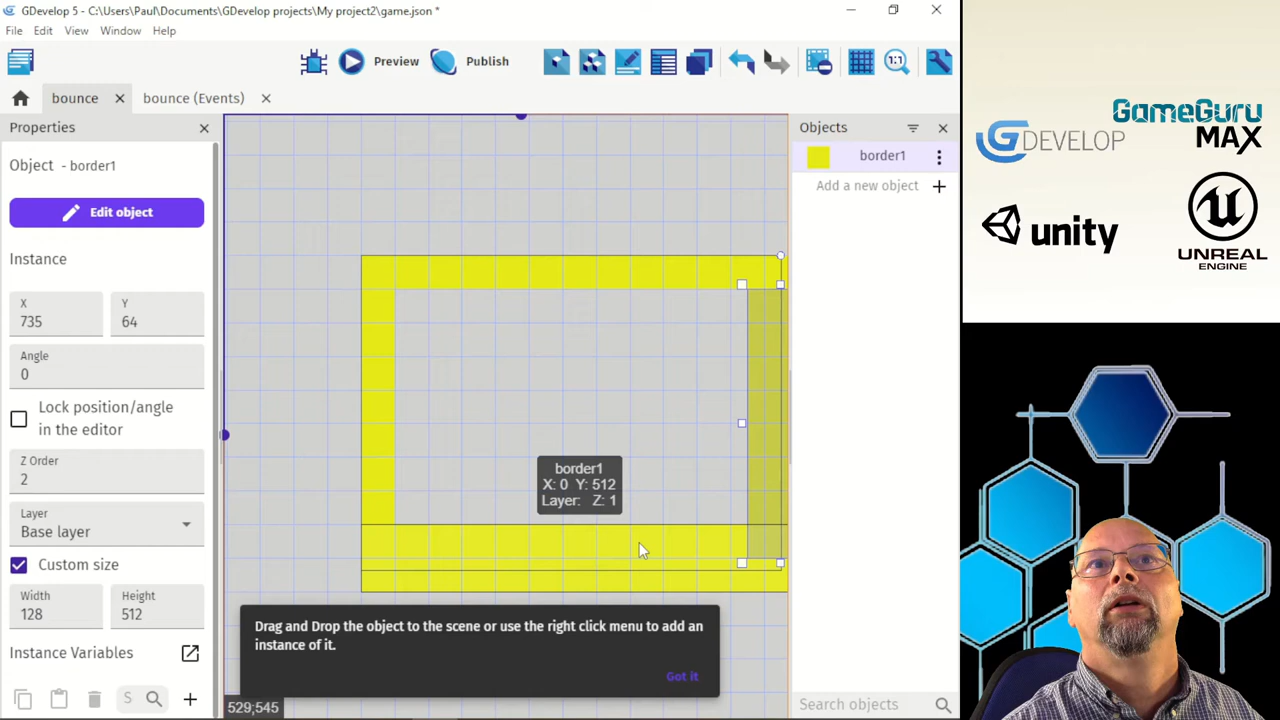 GDevelop 5 - C:\Users\Paul\Documents\GDevelop projects\My project2\game.json *
File Edit View Window Help
Preview
Publish
bounce
bounce (Events)
Properties
Object - border1
Edit object
Instance
X
735
Y
64
Angle
0
Lock position/angle
in the editor
Z Order
2
Layer
Base layer
Custom size
Width
128
Height
512
Instance Variables
S
border1
X: 0 Y: 512
Layer: Z: 1
Drag and Drop the object to the scene or use the right click menu to add an
instance of it.
Got it
529;545
Objects
border1
Add a new object
Search objects
1:1
GDEVELOP
GameGuru
MAX
unity
UNREAL
ENGINE